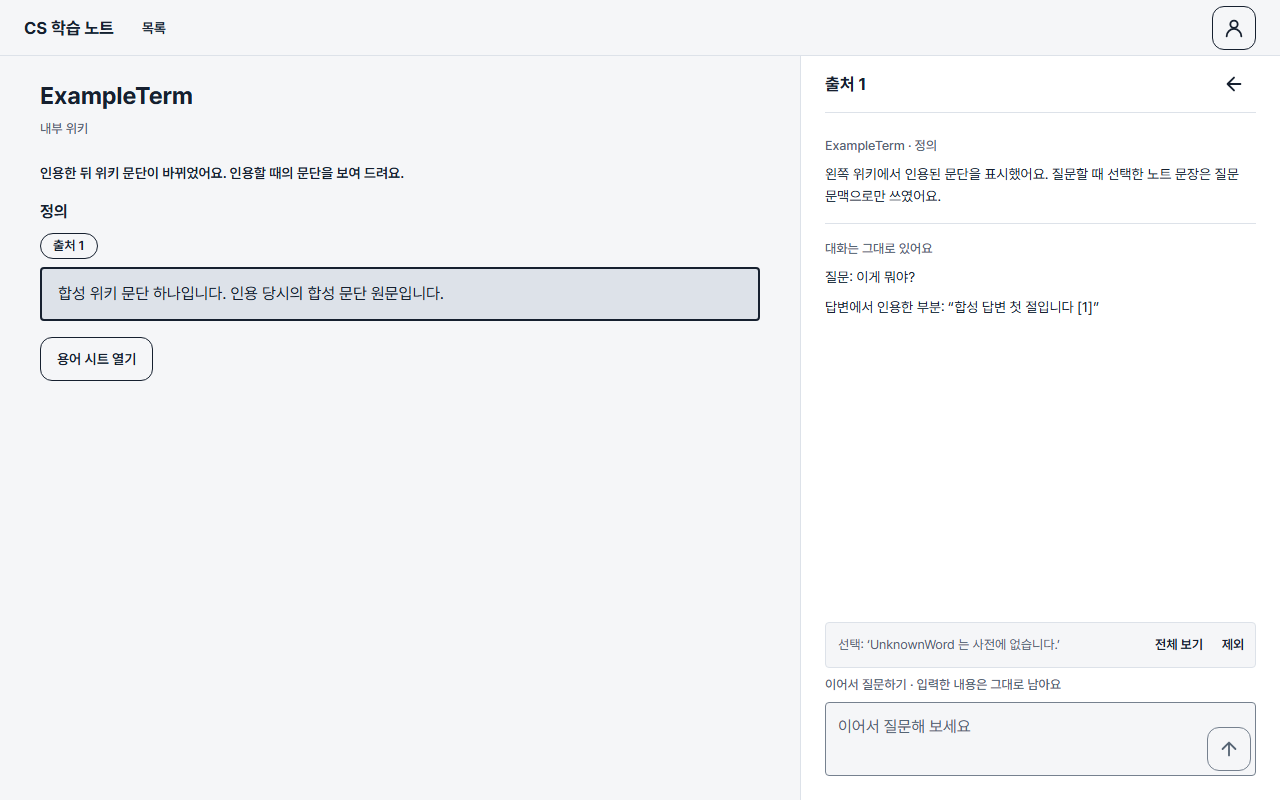 CS 학습 노트
목록
ExampleTerm
내부 위키
인용한 뒤 위키 문단이 바뀌었어요. 인용할 때의 문단을 보여 드려요.
정의
출처 1
합성 위키 문단 하나입니다. 인용 당시의 합성 문단 원문입니다.
용어 시트 열기
출처 1
ExampleTerm · 정의
왼쪽 위키에서 인용된 문단을 표시했어요. 질문할 때 선택한 노트 문장은 질문
문맥으로만 쓰였어요.
대화는 그대로 있어요
질문: 이게 뭐야?
답변에서 인용한 부분: “합성 답변 첫 절입니다 [1]”
선택: ‘UnknownWord 는 사전에 없습니다.’
전체 보기
제외
이어서 질문하기 · 입력한 내용은 그대로 남아요
이어서 질문해 보세요